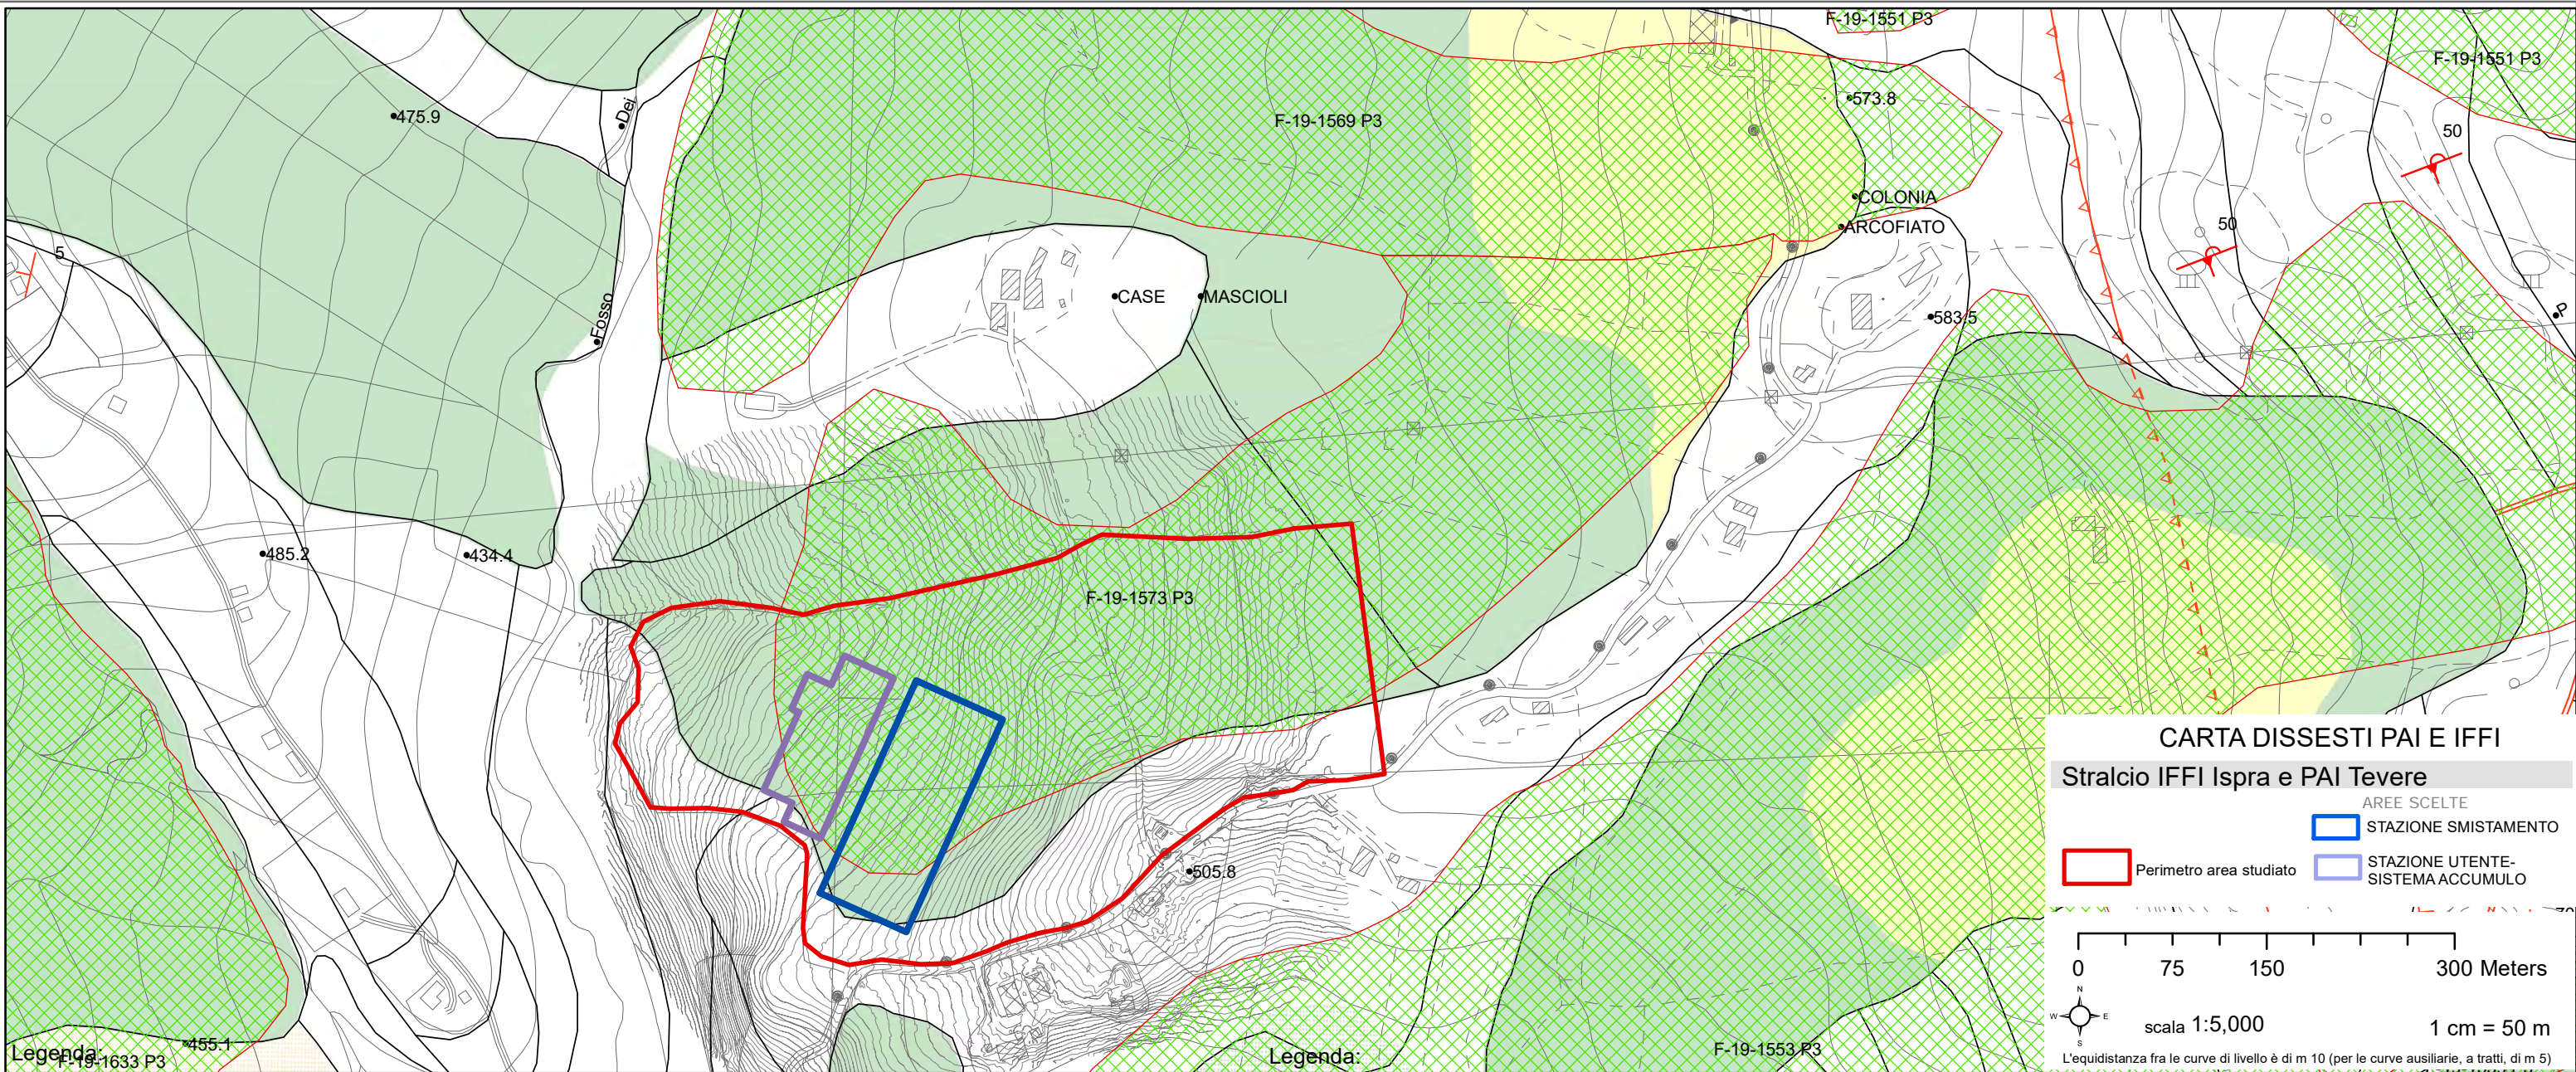 F-19-1551 P3
F-19-1551 P3
573.8
475.9
Dei
F-19-1569 P3
50
COLONIA
ARCOFIATO
50
5
CASE
MASCIOLI
Fosso
583.5
P
485.2
434.4
F-19-1573 P3
505.8
455.1
Legenda:
F-19-1633 P3
Legenda:
F-19-1553 P3
CARTA DISSESTI PAI E IFFI
Stralcio IFFI Ispra e PAI Tevere
AREE SCELTE
STAZIONE SMISTAMENTO
Perimetro area studiato
STAZIONE UTENTE-
SISTEMA ACCUMULO
0 75 150 300 Meters
N
W E
S
scala 1:5,000
1 cm = 50 m
L'equidistanza fra le curve di livello è di m 10 (per le curve ausiliarie, a tratti, di m 5)